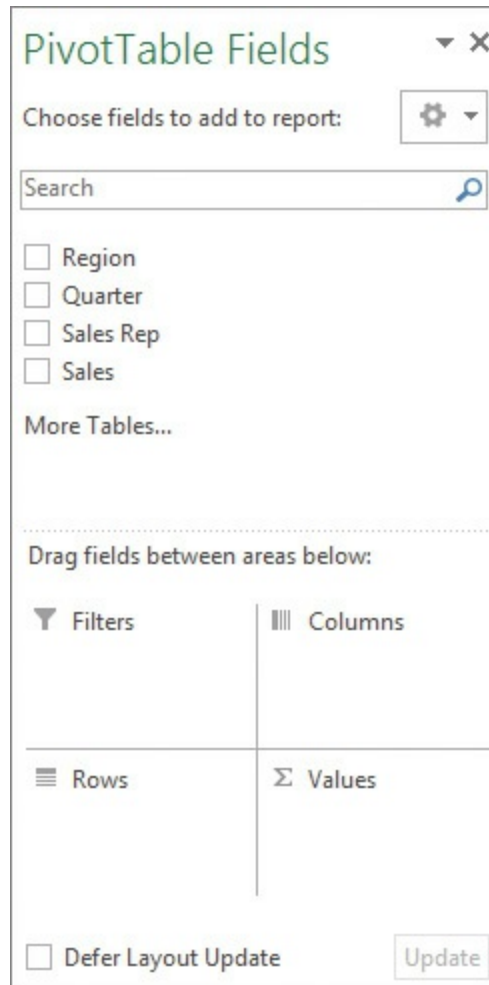 PivotTable Fields
Choose fields to add to report:
Search
Region
Quarter
Sales Rep
Sales
More Tables...
Drag fields between areas below:
Filters
Columns
Rows
Σ Values
Defer Layout Update
Update